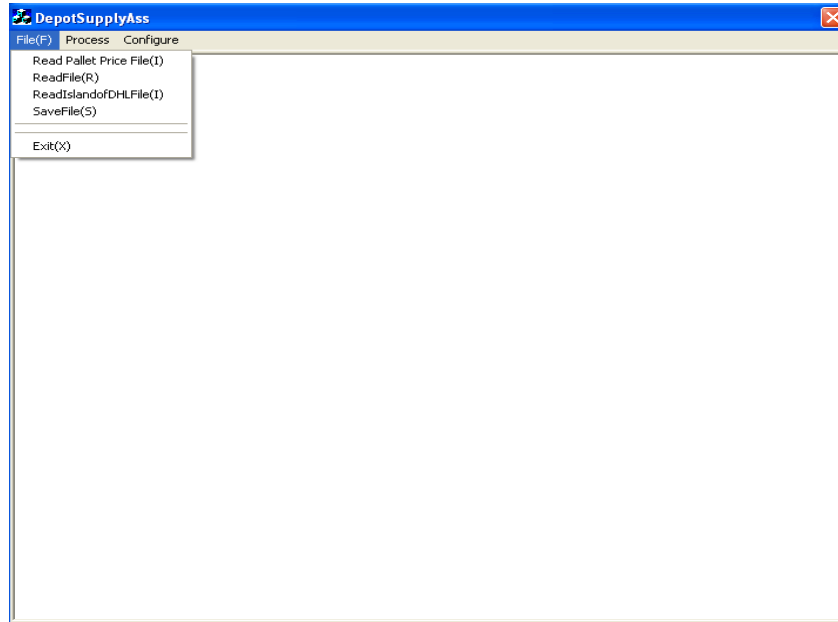 DepotSupplyAss
File(F) Process Configure
Read Pallet Price File(I)
ReadFile(R)
ReadIslandofDHLFile(I)
SaveFile(S)
Exit(X)